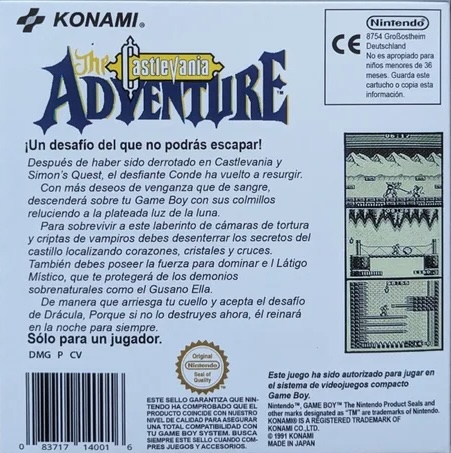 KONAMI®
Nintendo®
8754 Großostheim
Deutschland
No es apropiado para
niños menores de 36
meses. Guarda este
cartucho o copia esta
información.
CE
The
Castlevania
ADVENTURE™
¡Un desafío del que no podrás escapar!
Después de haber sido derrotado en Castlevania y
Simon's Quest, el desfiante Conde ha vuelto a resurgir.
Con más deseos de venganza que de sangre,
descenderá sobre tu Game Boy con sus colmillos
reluciendo a la plateada luz de la luna.
Para sobrevivir a este laberinto de cámaras de tortura
y criptas de vampiros debes desenterrar los secretos del
castillo localizando corazones, cristales y cruces.
También debes poseer la fuerza para dominar e l Látigo
Místico, que te protegerá de los demonios
sobrenaturales como el Gusano Ella.
De manera que arriesga tu cuello y acepta el desafío
de Drácula, Porque si no lo destruyes ahora, él reinará
en la noche para siempre.
Sólo para un jugador.
DMG P CV
0 83717 14001 6
Original
Nintendo
Seal of
Quality
ESTE SELLO GARANTIZA QUE NIN-
TENDO HA COMPROBADO QUE EL
PRODUCTO COINCIDE CON NUESTRO
NIVEL DE CALIDAD PARA ASEGURAR
UNA TOTAL COMPATIBILIDAD CON
TU GAME BOY SYSTEM. BUSCA
SIEMPRE ESTE SELLO CUANDO COM-
PRES JUEGOS Y ACCESORIOS.
Este juego ha sido autorizado para jugar en
el sistema de videojuegos compacto
Game Boy.
Nintendo™, GAME BOY™ The Nintendo Product Seals and
other marks designated as "TM" are trademarks of Nintendo.
KONAMI® IS A REGISTERED TRADEMARK OF
KONAMI CO.,LTD.
© 1991 KONAMI
MADE IN JAPAN